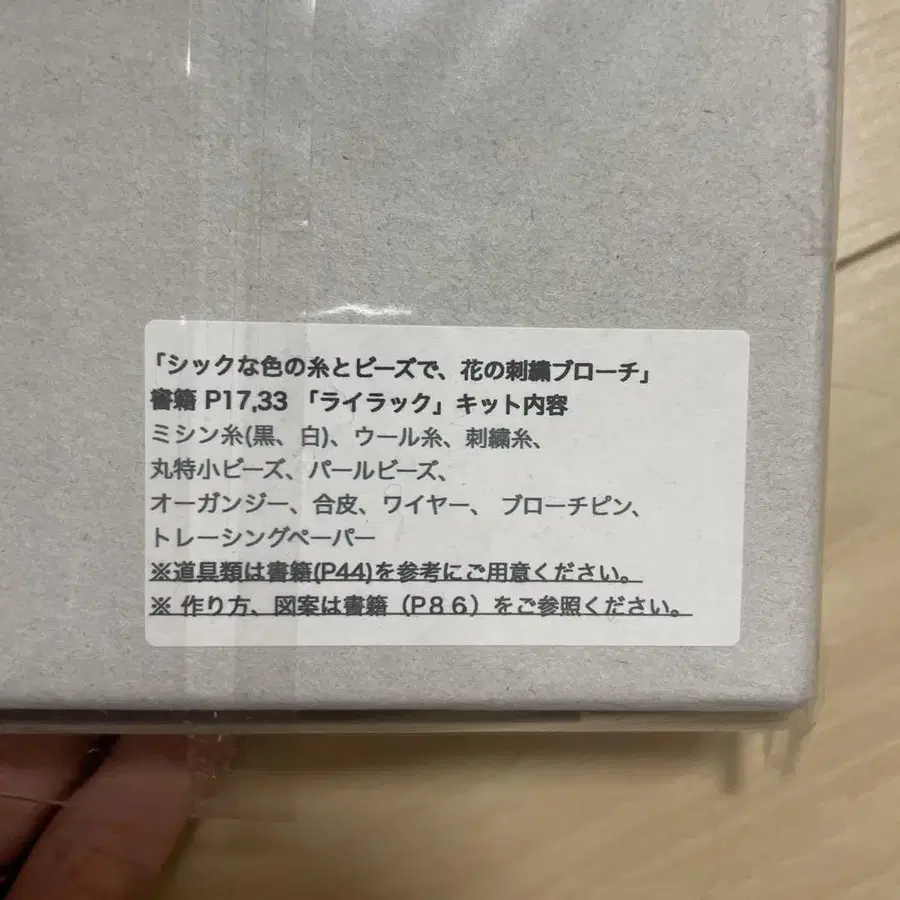 「シックな色の糸とビーズで、花の刺繍ブローチ」
書籍 P17,33 「ライラック」キット内容
ミシン糸(黒、白)、ウール糸、刺繍糸、
丸特小ビーズ、パールビーズ、
オーガンジー、合皮、ワイヤー、 ブローチピン、
トレーシングペーパー
※道具類は書籍(P44)を参考にご用意ください。
※ 作り方、図案は書籍（P８６）をご参照ください。